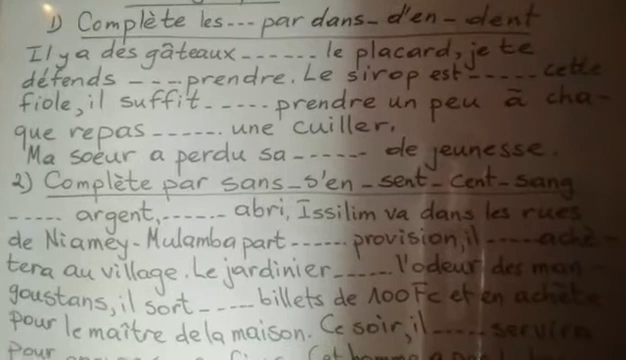 1) Complète les--- par dans- d'en - dent
Il y a des gâteaux ------ le placard, je te
défends ---- prendre. Le sirop est ----- cette
fiole, il suffit ----- prendre un peu à cha-
que repas ------ une cuiller.
Ma soeur a perdu sa ------ de jeunesse.
2) Complète par sans-s'en-sent-cent-sang
----- argent, ------ abri, Issilim va dans les rues
de Niamey- Mulamba part ------ provision, il ----- achè-
tera au village. Le jardinier ----- l'odeur des man-
goustans, il sort ---- billets de 100 Fc et en achète
pour le maître de la maison. Ce soir, il ----- servira
pour